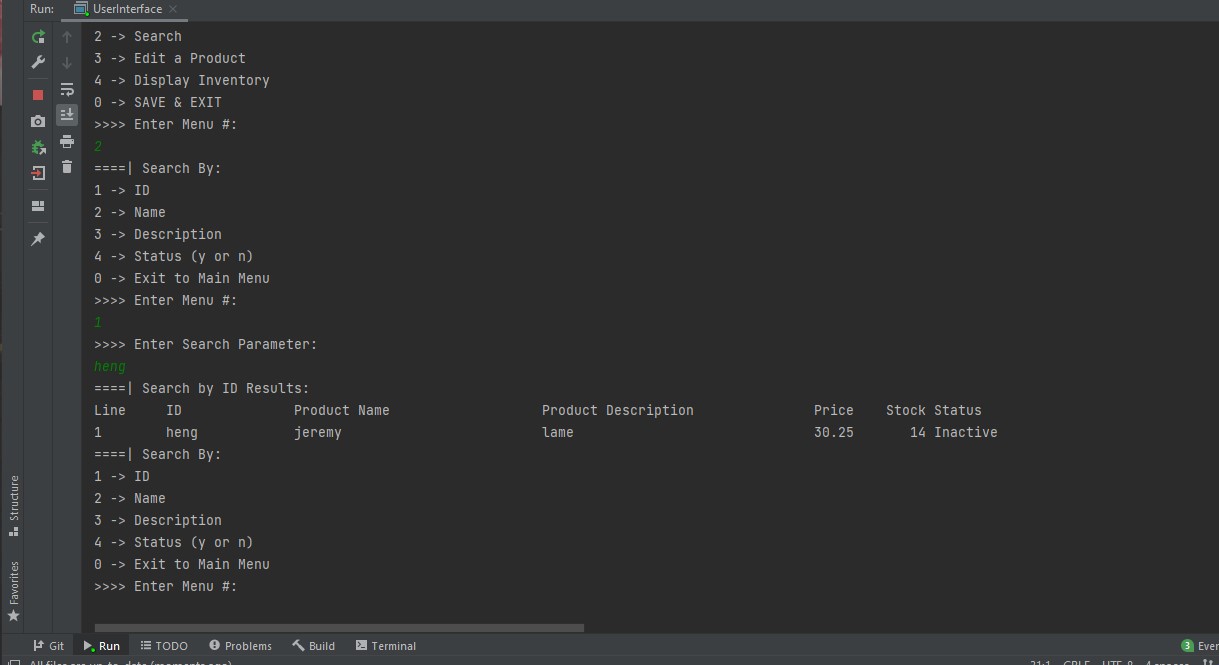 Run: UserInterface
2 -> Search
3 -> Edit a Product
4 -> Display Inventory
0 -> SAVE & EXIT
>>>> Enter Menu #:
2
====| Search By:
1 -> ID
2 -> Name
3 -> Description
4 -> Status (y or n)
0 -> Exit to Main Menu
>>>> Enter Menu #:
1
>>>> Enter Search Parameter:
heng
====| Search by ID Results:
Line ID Product Name Product Description Price Stock Status
1 heng jeremy lame 30.25 14 Inactive
====| Search By:
1 -> ID
2 -> Name
3 -> Description
4 -> Status (y or n)
0 -> Exit to Main Menu
>>>> Enter Menu #:
Structure
Favorites
Git Run TODO Problems Build Terminal 3 Even
All files are up-to-date (moments ago) 21:1 CRLF UTF-8 4 spaces